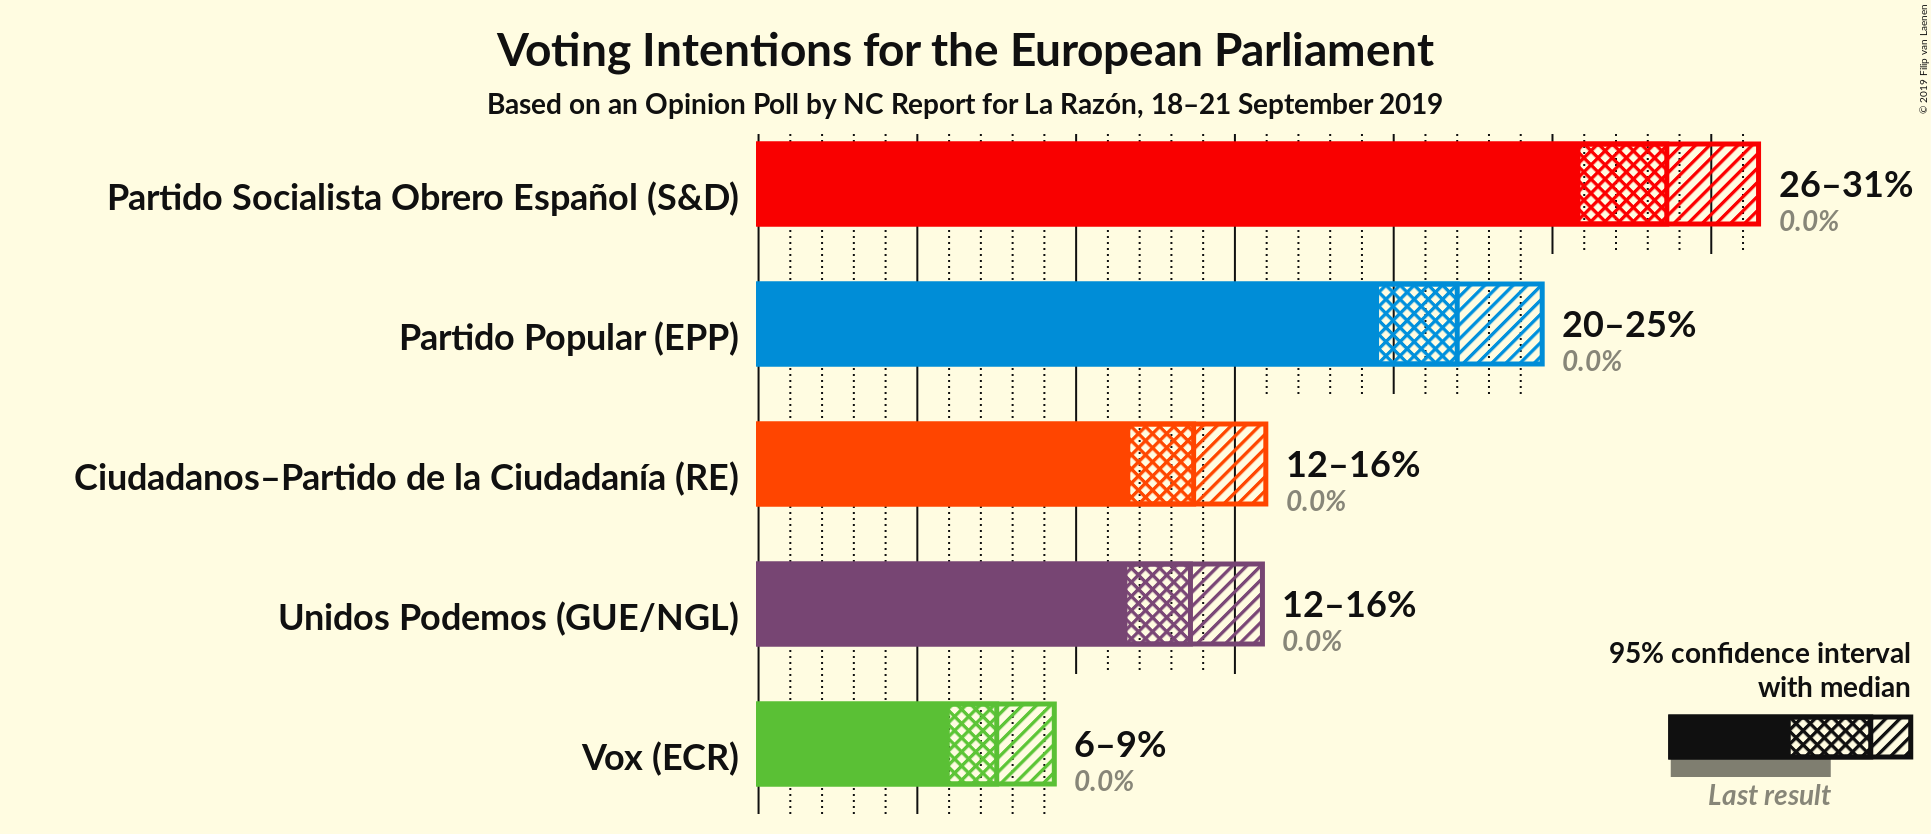 Voting Intentions for the European Parliament
Based on an Opinion Poll by NC Report for La Razón, 18–21 September 2019
© 2019 Filip van Laenen
Partido Socialista Obrero Español (S&D)
26–31%
0.0%
Partido Popular (EPP)
20–25%
0.0%
Ciudadanos–Partido de la Ciudadanía (RE)
12–16%
0.0%
Unidos Podemos (GUE/NGL)
12–16%
0.0%
Vox (ECR)
6–9%
0.0%
95% confidence interval
with median
Last result